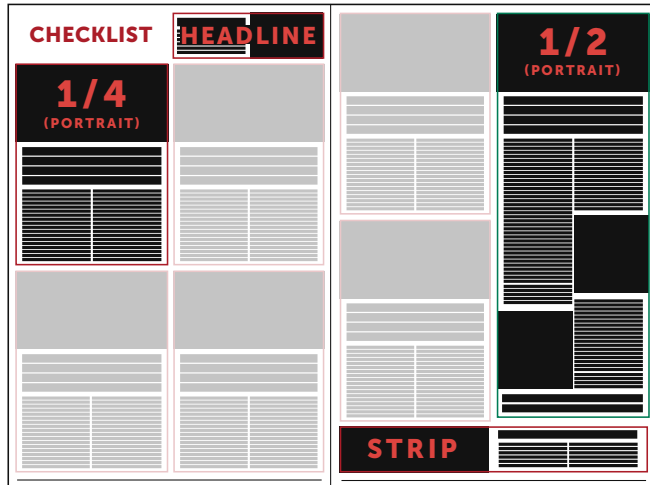 CHECKLIST
HEADLINE
1/4
(PORTRAIT)
1/2
(PORTRAIT)
STRIP